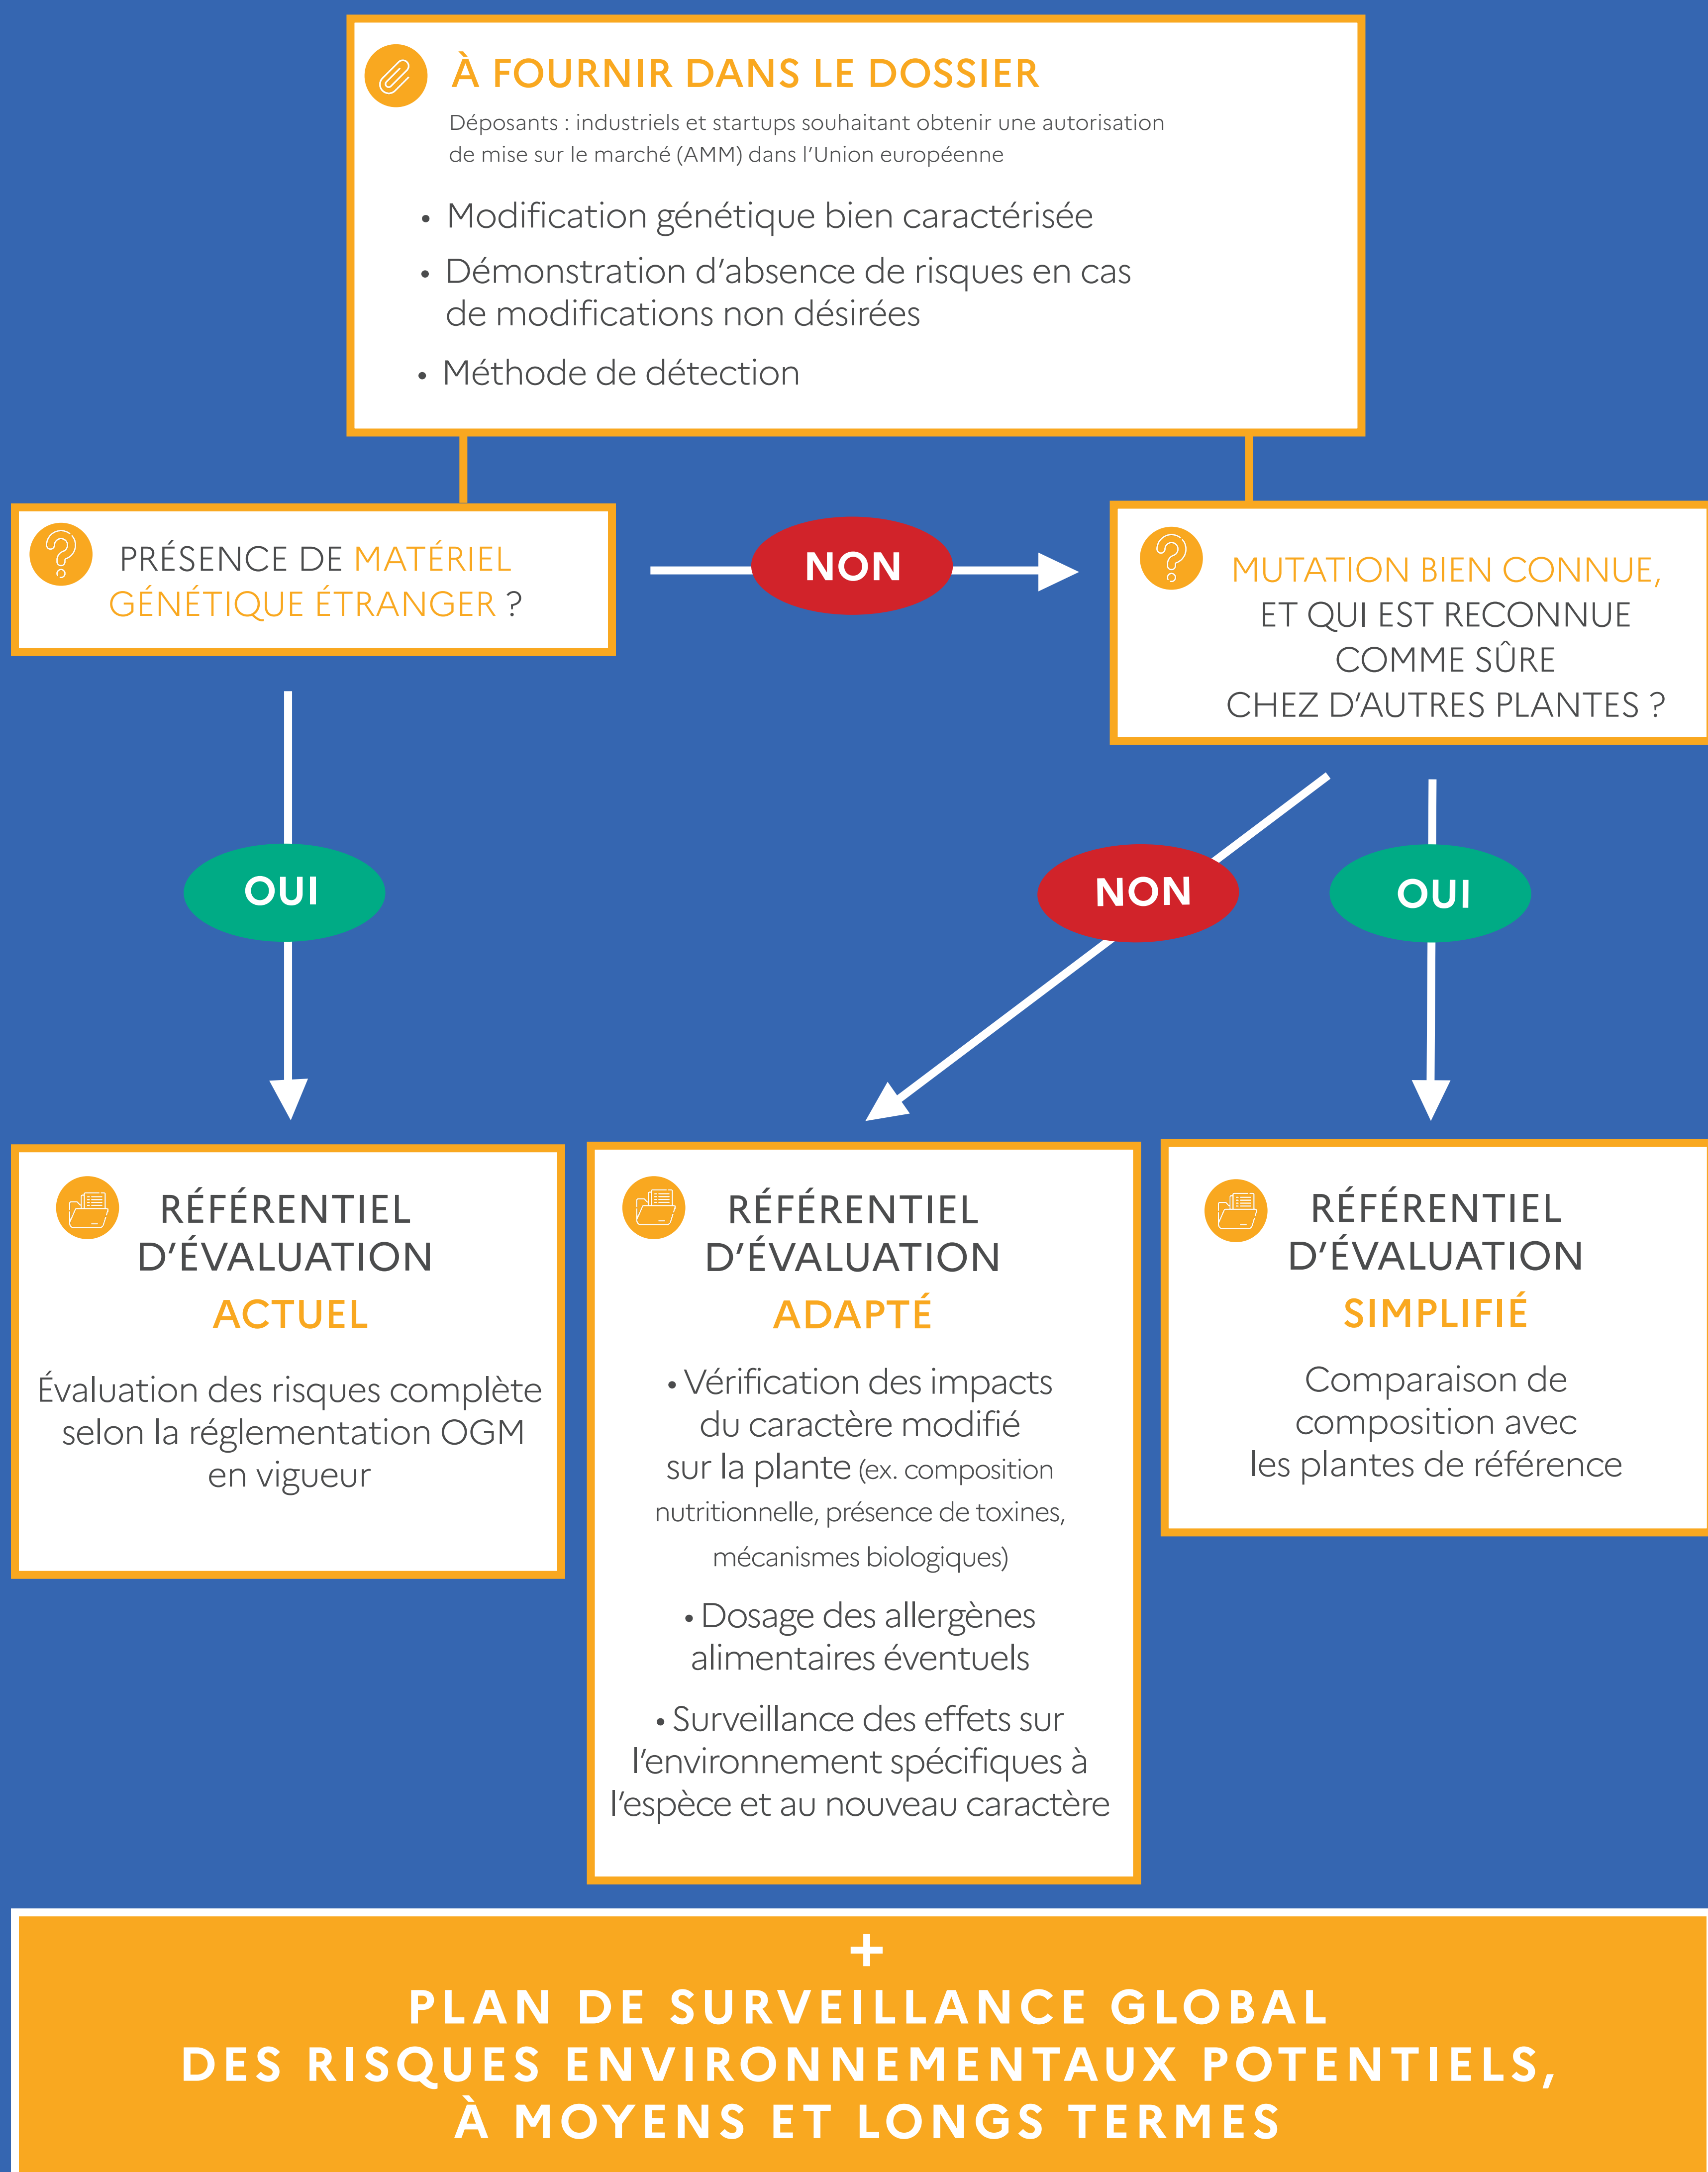 À FOURNIR DANS LE DOSSIER
Déposants : industriels et startups souhaitant obtenir une autorisation
de mise sur le marché (AMM) dans l'Union européenne
• Modification génétique bien caractérisée
• Démonstration d'absence de risques en cas
de modifications non désirées
• Méthode de détection
PRÉSENCE DE MATÉRIEL
GÉNÉTIQUE ÉTRANGER ?
NON
MUTATION BIEN CONNUE,
ET QUI EST RECONNUE
COMME SÛRE
CHEZ D'AUTRES PLANTES ?
OUI
NON
OUI
RÉFÉRENTIEL
D'ÉVALUATION
ACTUEL
Évaluation des risques complète
selon la réglementation OGM
en vigueur
RÉFÉRENTIEL
D'ÉVALUATION
ADAPTÉ
• Vérification des impacts
du caractère modifié
sur la plante (ex. composition
nutritionnelle, présence de toxines,
mécanismes biologiques)
• Dosage des allergènes
alimentaires éventuels
• Surveillance des effets sur
l'environnement spécifiques à
l'espèce et au nouveau caractère
RÉFÉRENTIEL
D'ÉVALUATION
SIMPLIFIÉ
Comparaison de
composition avec
les plantes de référence
+
PLAN DE SURVEILLANCE GLOBAL
DES RISQUES ENVIRONNEMENTAUX POTENTIELS,
À MOYENS ET LONGS TERMES